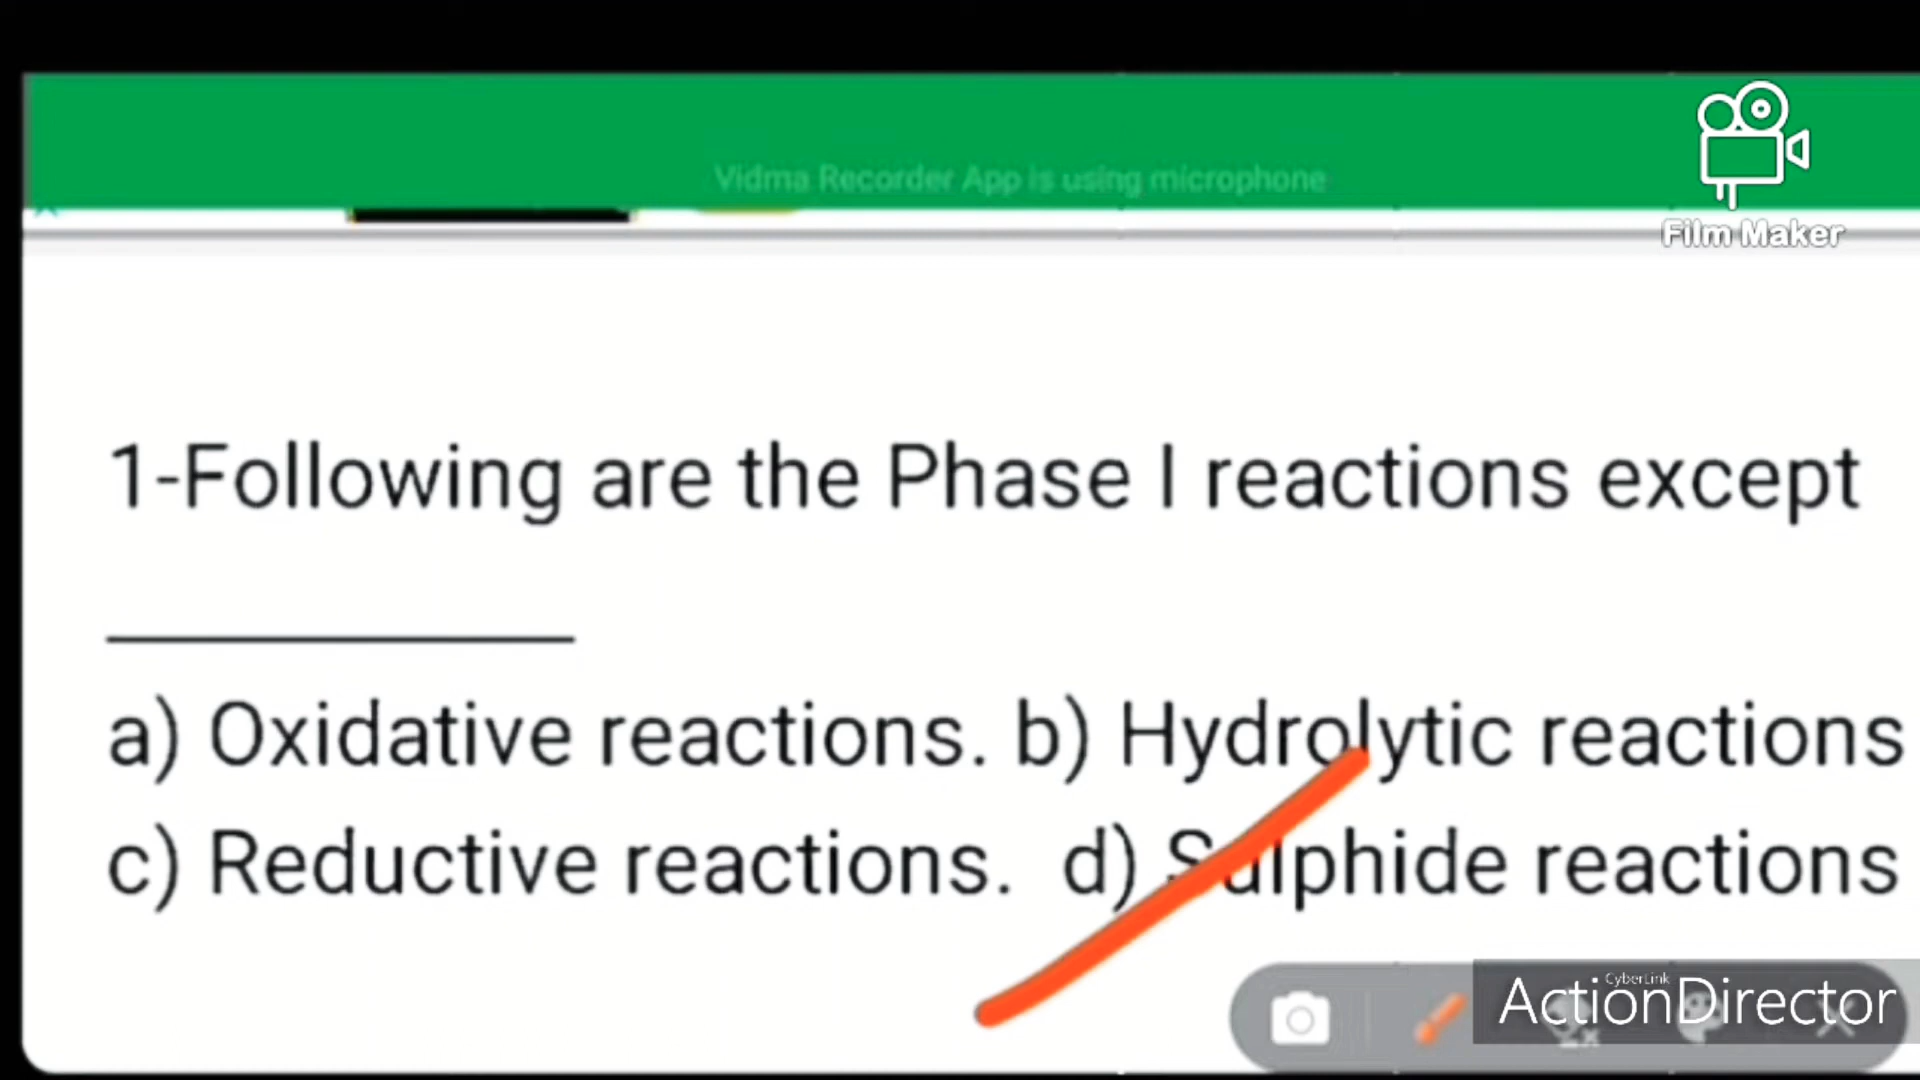 Vidma Recorder App is using microphone
Film Maker
1-Following are the Phase I reactions except
a) Oxidative reactions. b) Hydrolytic reactions
c) Reductive reactions. d) Sulphide reactions
CyberLink
ActionDirector